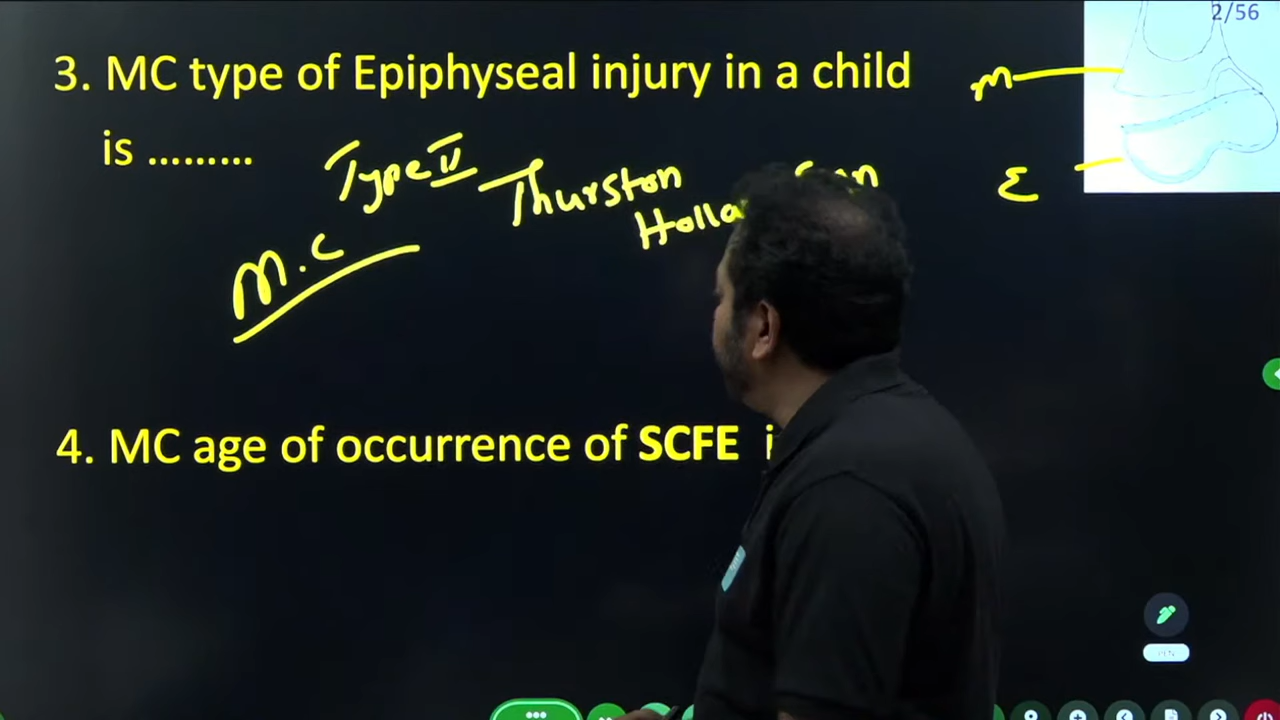 2/56
3. MC type of Epiphyseal injury in a child
is .........
Type II
Thurston
M
Σ
M.C
4. MC age of occurrence of SCFE